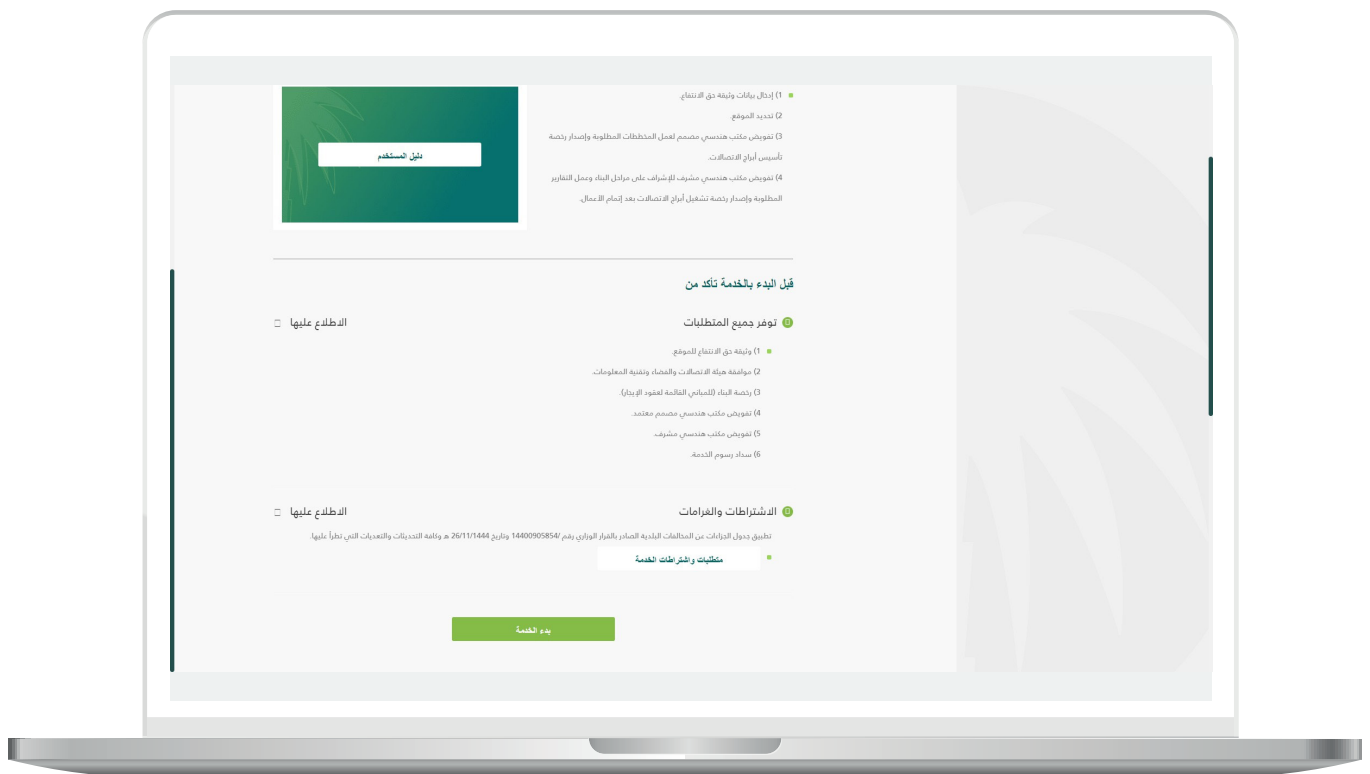 1) إدخال بيانات وثيقة حق الانتفاع.
2) تحديد الموقع.
3) تفويض مكتب هندسي مصمم لعمل المخططات المطلوبة وإصدار رخصة
تأسيس أبراج الاتصالات.
4) تفويض مكتب هندسي مشرف للإشراف على مراحل البناء وعمل التقارير
المطلوبة وإصدار رخصة تشغيل أبراج الاتصالات بعد إتمام الأعمال.
دليل المستخدم
قبل البدء بالخدمة تأكد من
توفر جميع المتطلبات
الاطلاع عليها
1) وثيقة حق الانتفاع للموقع.
2) موافقة هيئة الاتصالات والفضاء وتقنية المعلومات.
3) رخصة البناء (للمباني القائمة لعقود الإيجار).
4) تفويض مكتب هندسي مصمم معتمد.
5) تفويض مكتب هندسي مشرف.
6) سداد رسوم الخدمة.
الاشتراطات والغرامات
الاطلاع عليها
تطبيق جدول الجزاءات عن المخالفات البلدية الصادر بالقرار الوزاري رقم /14400905854 وتاريخ 26/11/1444 هـ وكافة التحديثات والتعديات التي تطرأ عليها.
متطلبات واشتراطات الخدمة
بدء الخدمة